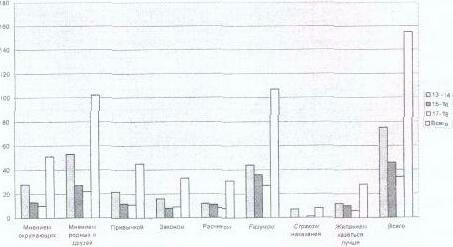 180
160
140
120
100
80
60
40
20
0
13 - 14
15-16
17-18
Всего
Мнением окружающих
Мнением родных и друзей
Привычкой
Законом
Расчетом
Разумом
Страхом наказания
Желанием казаться лучше
Всего